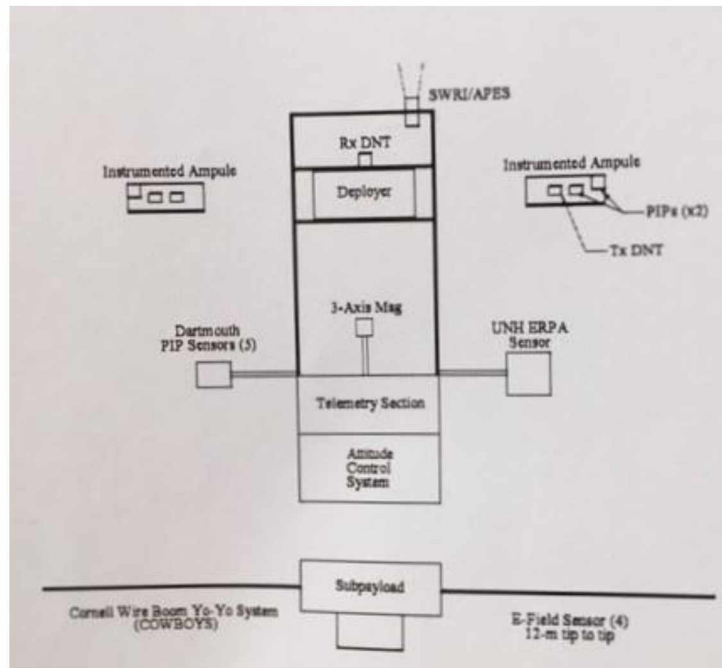 SWRI/APES
Rx DNT
Instrumented Ampule
Deployer
Instrumented Ampule
PIPs (x2)
Tx DNT
3-Axis Mag
Dartmouth
PIP Sensors (5)
UNH ERPA
Sensor
Telemetry Section
Attitude
Control
System
Subpayload
Cornell Wire Boom Yo-Yo System
(COWBOYS)
E-Field Sensor (4)
12-m tip to tip